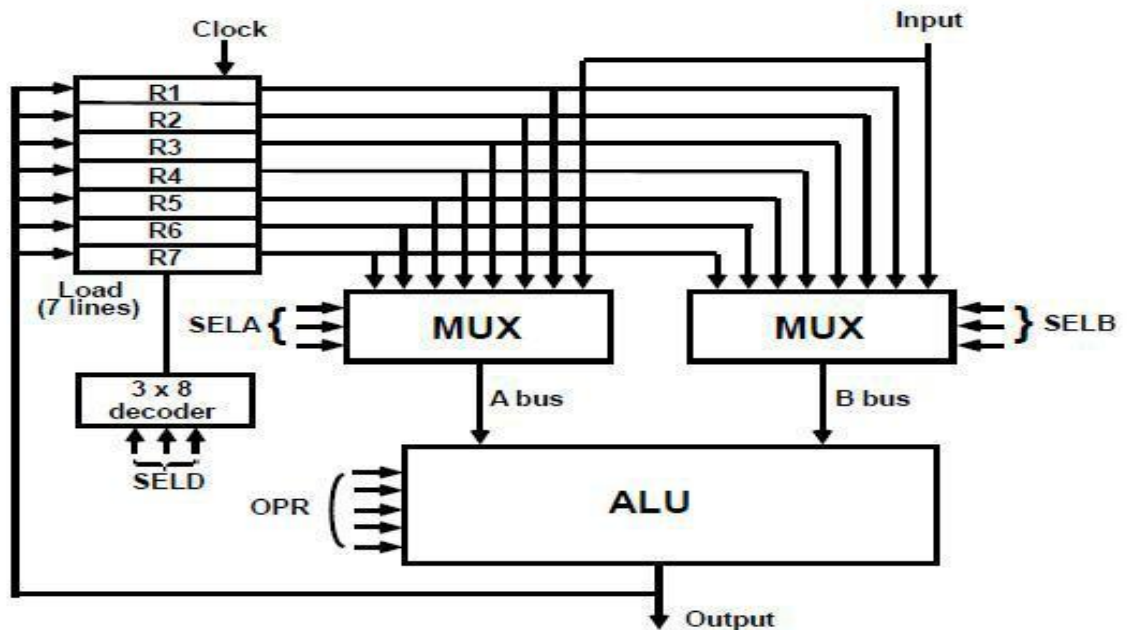 Clock
Input
R1
R2
R3
R4
R5
R6
R7
Load
(7 lines)
SELA {
MUX
MUX
} SELB
3 x 8
decoder
A bus
B bus
SELD
OPR
ALU
Output